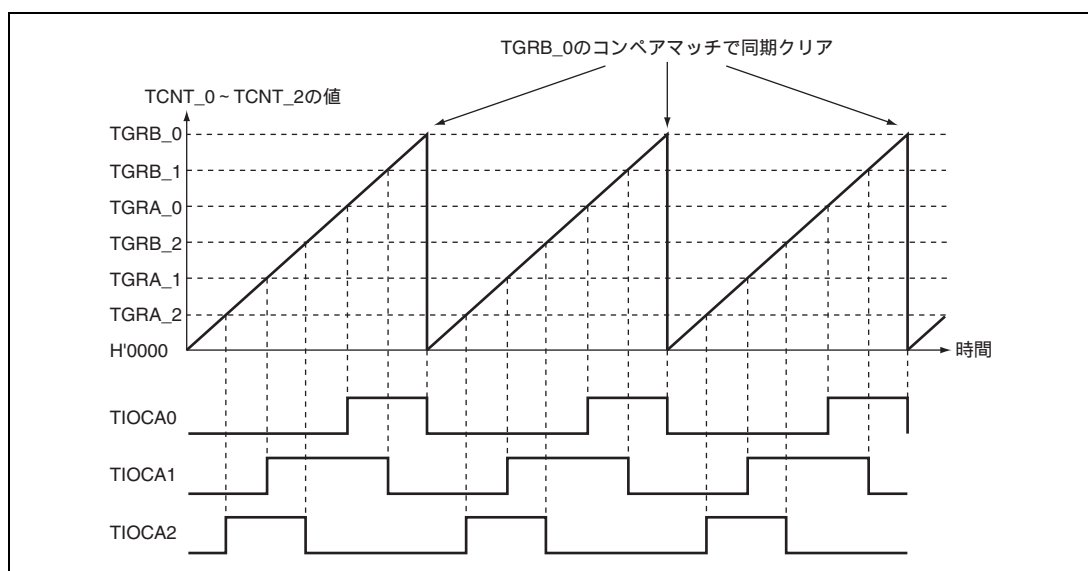 TGRB_0のコンペアマッチで同期クリア
TCNT_0~TCNT_2の値
TGRB_0
TGRB_1
TGRA_0
TGRB_2
TGRA_1
TGRA_2
H'0000
時間
TIOCA0
TIOCA1
TIOCA2